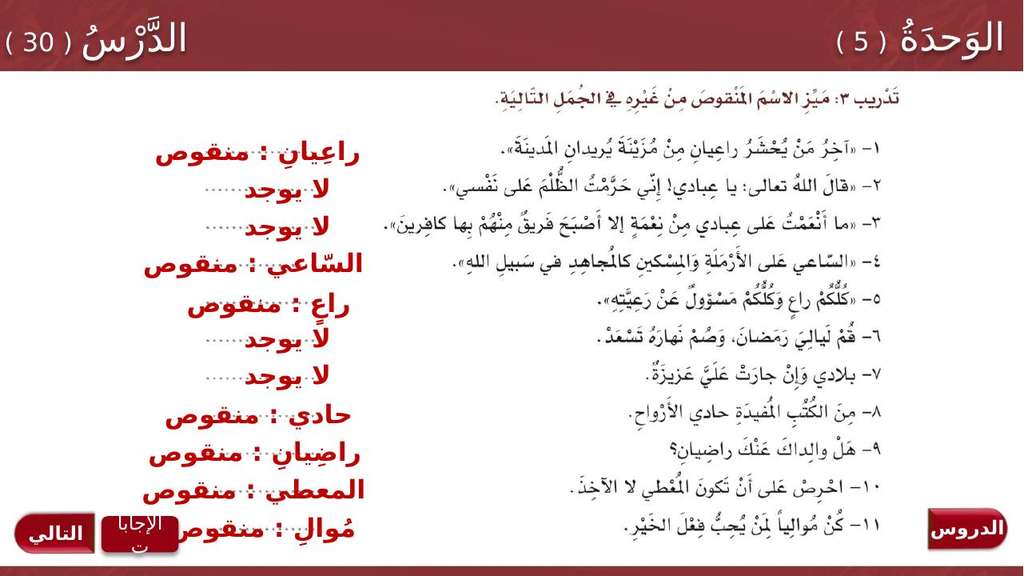 الوَحدَةُ ( 5 )
الدَّرْسُ ( 30 )
تَدْريب ٣: مَيِّزِ الاسْمَ المَنْقوصَ مِنْ غَيْرِهِ في الجُمَلِ التّالِيَةِ.
١- «آخِرُ مَنْ يُحْشَرُ راعِيانِ مِنْ مُزَيْنَةَ يُريدانِ المَدينَةَ». راعِيانِ : منقوص
٢- «قالَ اللهُ تعالى: يا عِبادي! إِنّي حَرَّمْتُ الظُّلْمَ عَلى نَفْسي». لا يوجد
٣- «ما أَنْعَمْتُ عَلى عِبادي مِنْ نِعْمَةٍ إلا أَصْبَحَ فَريقٌ مِنْهُمْ بِها كافِرينَ». لا يوجد
٤- «السّاعي عَلى الأَرْمَلَةِ وَالمِسْكينِ كالمُجاهِدِ في سَبيلِ اللهِ». السّاعي : منقوص
٥- «كُلُّكُمْ راعٍ وَكُلُّكُمْ مَسْؤولٌ عَنْ رَعِيَّتِهِ». راعٍ : منقوص
٦- قُمْ لَيالِيَ رَمَضانَ، وَصُمْ نَهارَهُ تَسْعَدْ. لا يوجد
٧- بلادي وَإِنْ جارَتْ عَلَيَّ عَزيزَةٌ. لا يوجد
٨- مِنَ الكُتُبِ المُفيدَةِ حادي الأَرْواحِ. حادي : منقوص
٩- هَلْ والِداكَ عَنْكَ راضِيانِ؟ راضِيانِ : منقوص
١٠- احْرِصْ عَلى أَنْ تَكونَ المُعْطي لا الآخِذَ. المعطي : منقوص
١١- كُنْ مُوالِياً لِمَنْ يُحِبُّ فِعْلَ الخَيْرِ. مُوالِ : منقوص
الدروس
الإجابا
ت
التالي